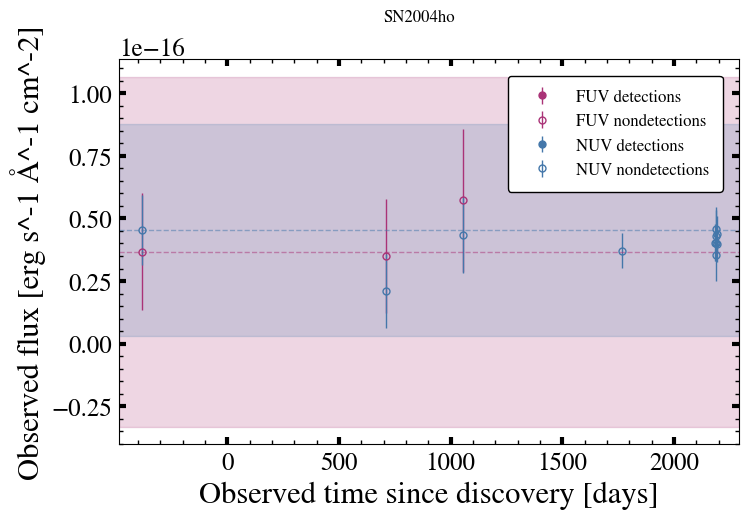 SN2004ho
1e−16
Observed flux [erg s^-1 Å^-1 cm^-2]
1.00
0.75
0.50
0.25
0.00
−0.25
FUV detections
FUV nondetections
NUV detections
NUV nondetections
0 500 1000 1500 2000
Observed time since discovery [days]